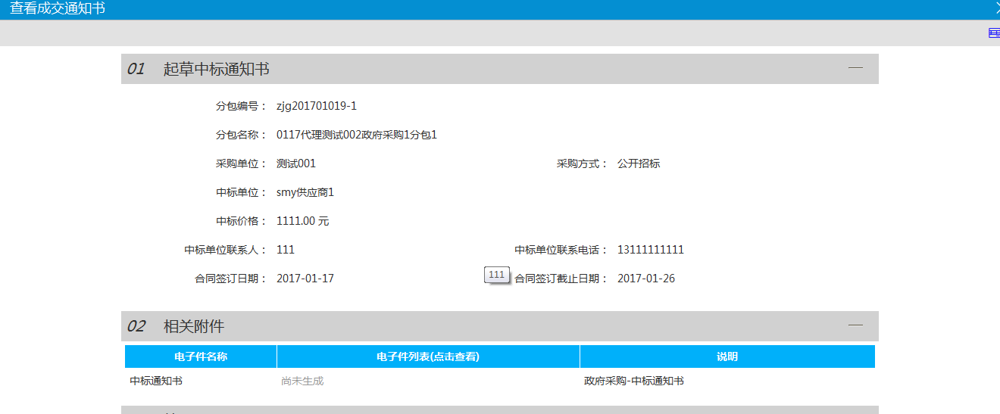 查看成交通知书
01 起草中标通知书
分包编号： zjg201701019-1
分包名称： 0117代理测试002政府采购1分包1
采购单位： 测试001 采购方式： 公开招标
中标单位： smy供应商1
中标价格： 1111.00 元
中标单位联系人： 111 中标单位联系电话： 13111111111
合同签订日期： 2017-01-17 111 合同签订截止日期： 2017-01-26
02 相关附件
电子件名称 电子件列表(点击查看) 说明
中标通知书 尚未生成 政府采购-中标通知书